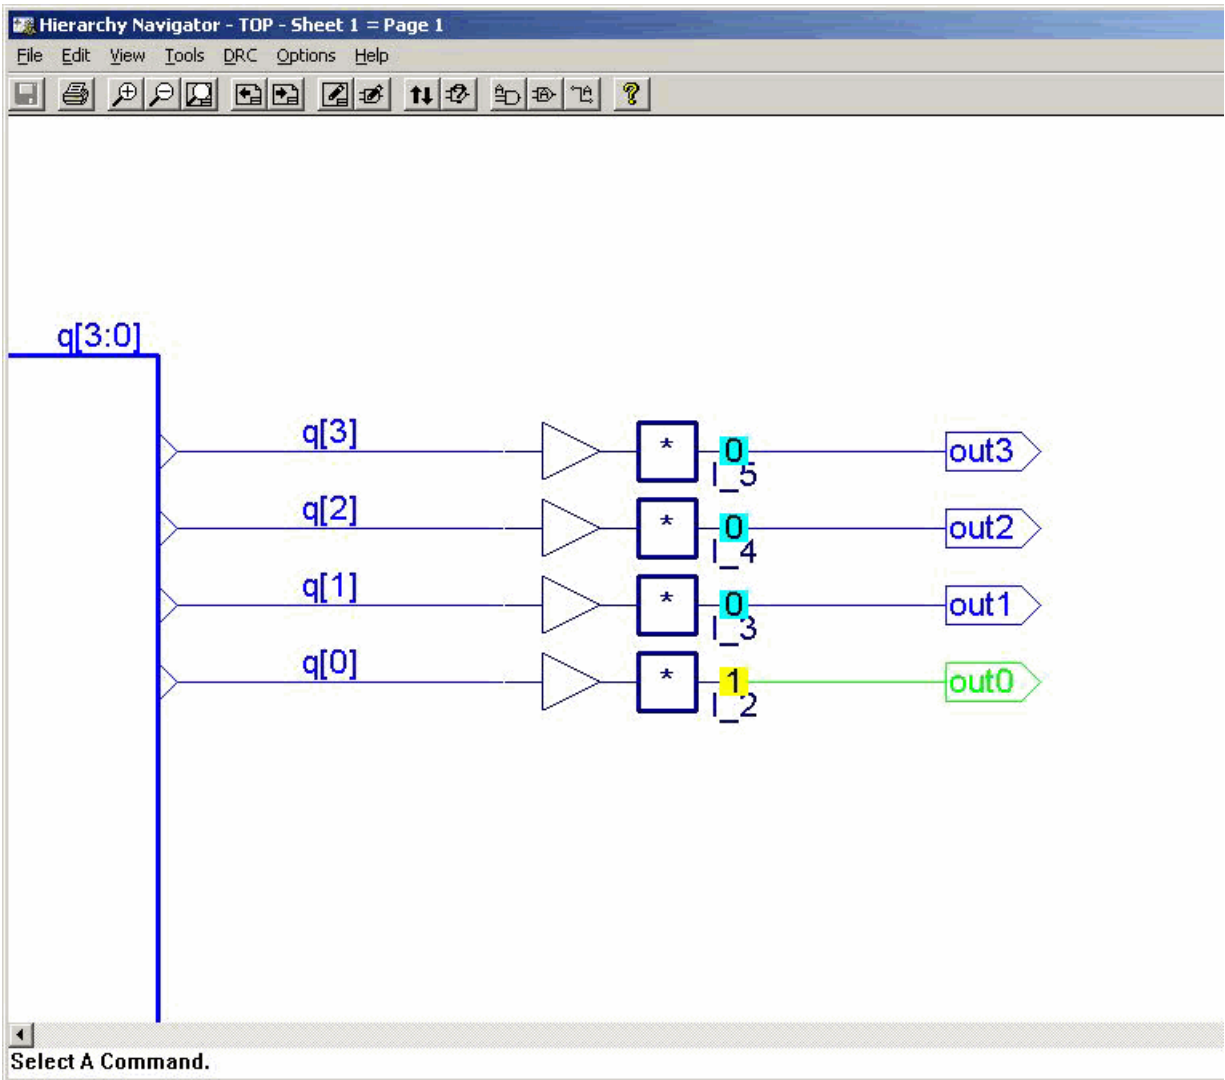 Hierarchy Navigator - TOP - Sheet 1 = Page 1
File Edit View Tools DRC Options Help
q[3:0]
q[3] * 0 out3
I_5
q[2] * 0 out2
I_4
q[1] * 0 out1
I_3
q[0] * 1 out0
I_2
Select A Command.